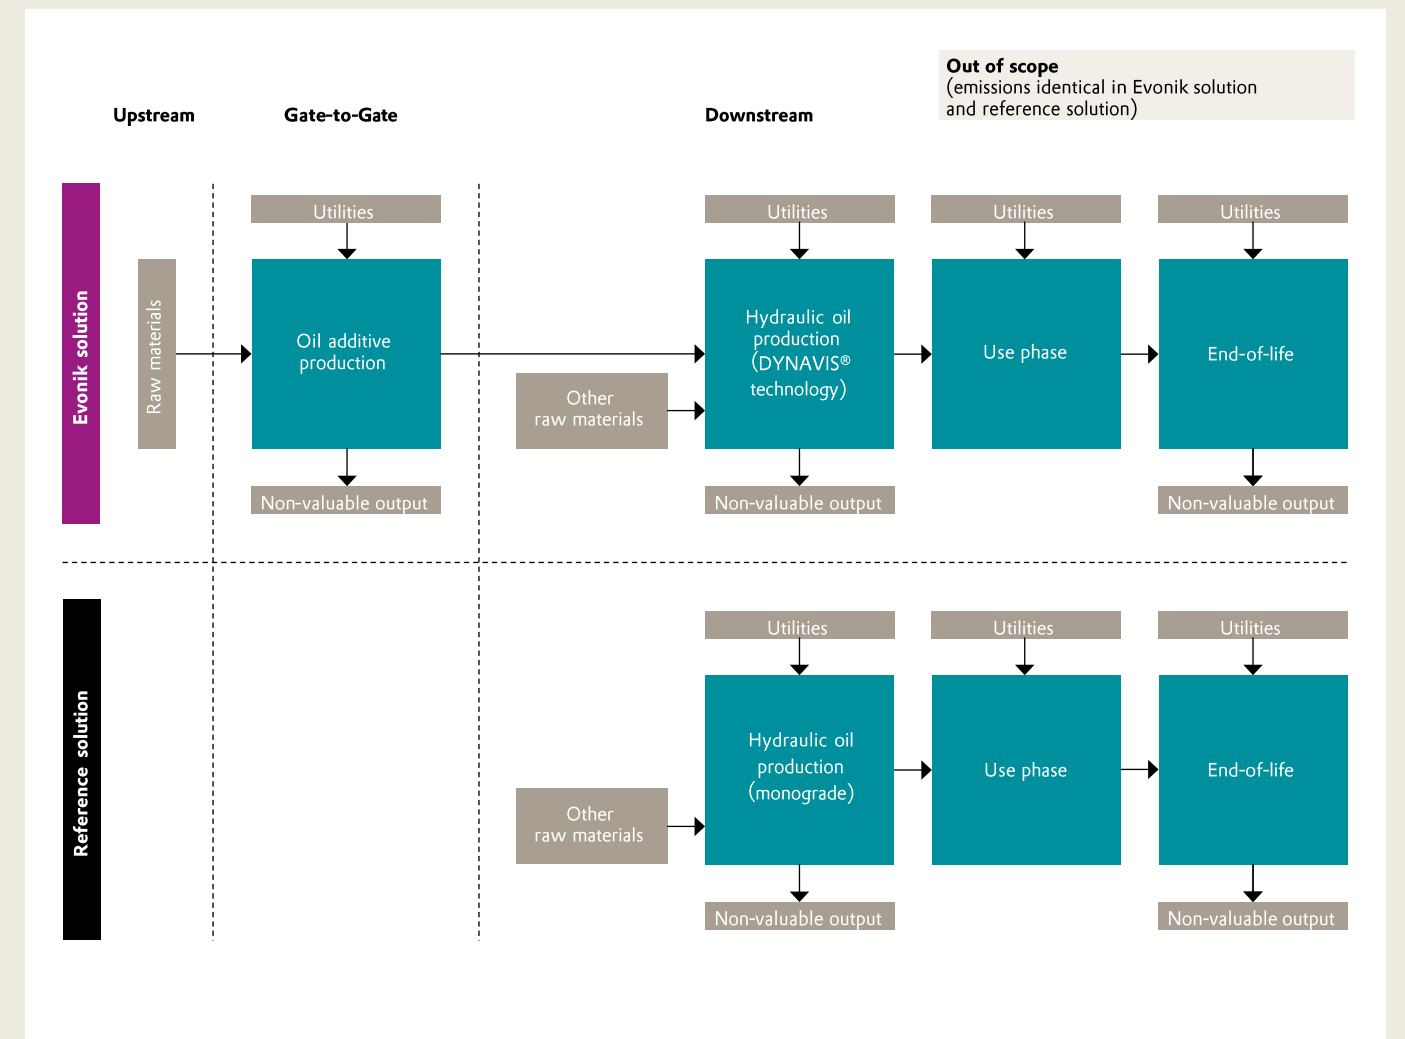 Out of scope
(emissions identical in Evonik solution
and reference solution)
Upstream
Gate-to-Gate
Downstream
Evonik solution
Raw materials
Utilities
Oil additive
production
Non-valuable output
Other
raw materials
Utilities
Hydraulic oil
production
(DYNAVIS®
technology)
Non-valuable output
Utilities
Use phase
Utilities
End-of-life
Non-valuable output
Reference solution
Other
raw materials
Utilities
Hydraulic oil
production
(monograde)
Non-valuable output
Utilities
Use phase
Utilities
End-of-life
Non-valuable output